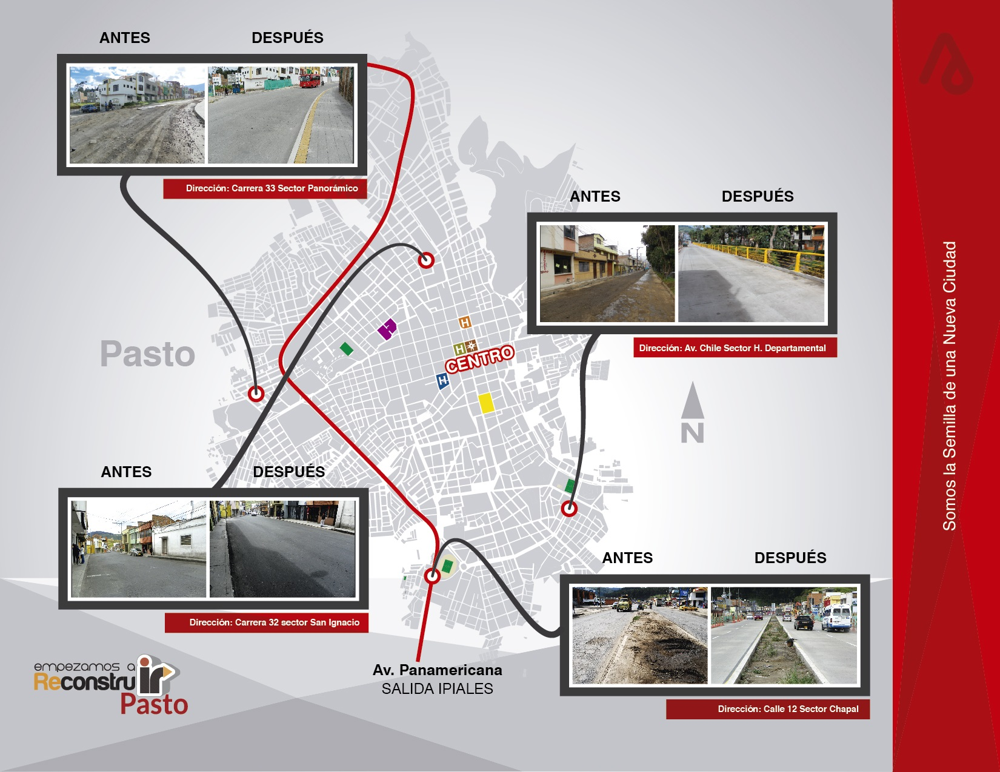 ANTES
DESPUÉS
Dirección: Carrera 33 Sector Panorámico
ANTES
DESPUÉS
Dirección: Av. Chile Sector H. Departamental
Pasto
H
H
H
CENTRO
H
N
ANTES
DESPUÉS
Dirección: Carrera 32 sector San Ignacio
ANTES
DESPUÉS
Dirección: Calle 12 Sector Chapal
Av. Panamericana
SALIDA IPIALES
empezamos a
Reconstruir
Pasto
Somos la Semilla de una Nueva Ciudad